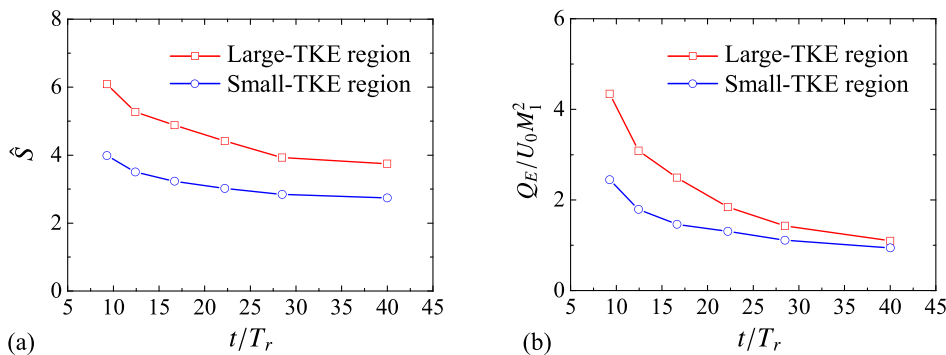 8
6
4
2
0
Ŝ
Large-TKE region
Small-TKE region
5 10 15 20 25 30 35 40 45
t/T_r
(a)
6
4
2
0
Q_E/U_0M_1^2
Large-TKE region
Small-TKE region
5 10 15 20 25 30 35 40 45
t/T_r
(b)